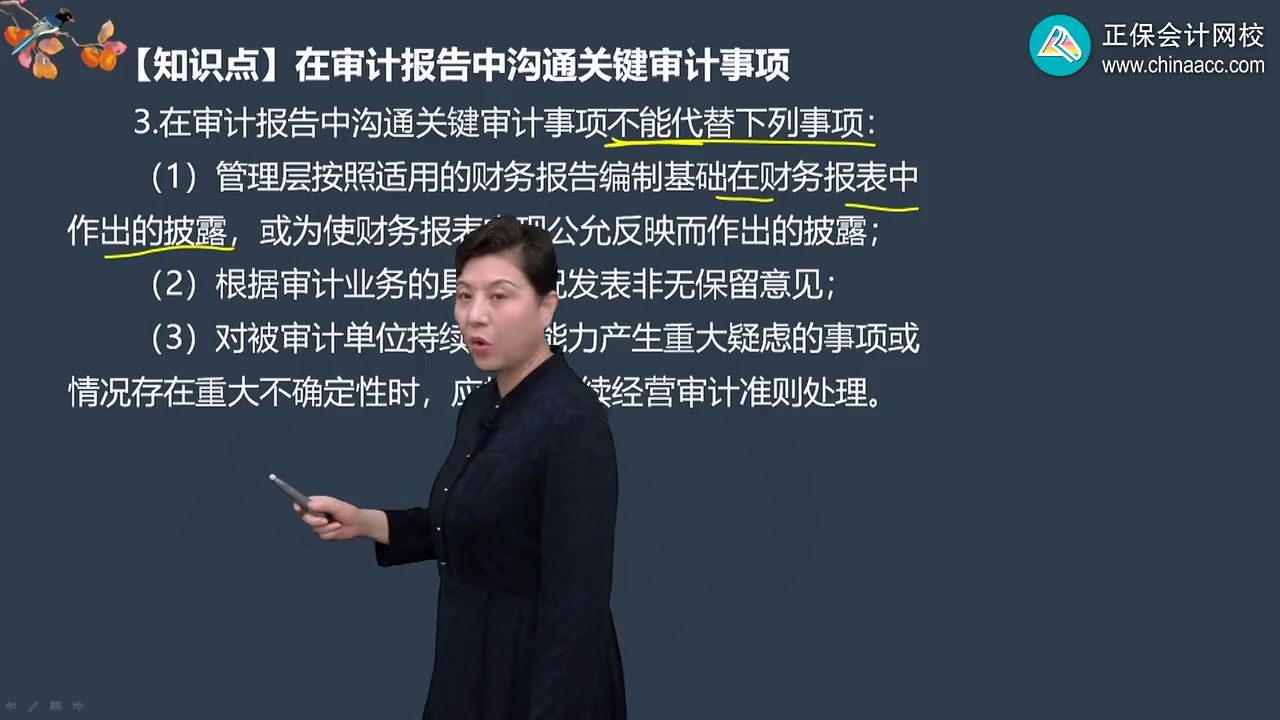 正保会计网校
www.chinaacc.com
【知识点】在审计报告中沟通关键审计事项
3.在审计报告中沟通关键审计事项不能代替下列事项：
（1）管理层按照适用的财务报告编制基础在财务报表中
作出的披露，或为使财务报表 现公允反映而作出的披露；
（2）根据审计业务的具 况发表非无保留意见；
（3）对被审计单位持续 能力产生重大疑虑的事项或
情况存在重大不确定性时，应 续经营审计准则处理。